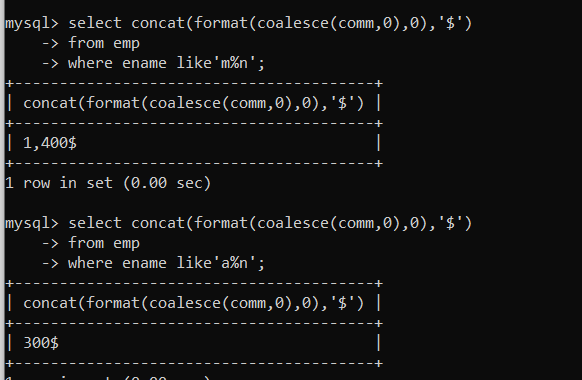 mysql> select concat(format(coalesce(comm,0),0),'$')
    -> from emp
    -> where ename like'm%n';
+----------------------------------------+
| concat(format(coalesce(comm,0),0),'$') |
+----------------------------------------+
| 1,400$                                 |
+----------------------------------------+
1 row in set (0.00 sec)

mysql> select concat(format(coalesce(comm,0),0),'$')
    -> from emp
    -> where ename like'a%n';
+----------------------------------------+
| concat(format(coalesce(comm,0),0),'$') |
+----------------------------------------+
| 300$                                   |
+----------------------------------------+